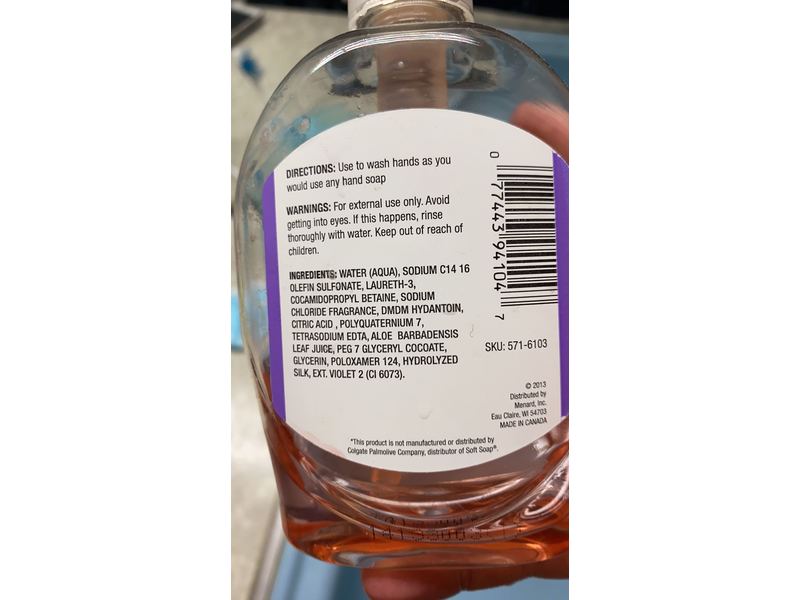 DIRECTIONS: Use to wash hands as you
would use any hand soap
WARNINGS: For external use only. Avoid
getting into eyes. If this happens, rinse
thoroughly with water. Keep out of reach of
children.
INGREDIENTS: WATER (AQUA), SODIUM C14 16
OLEFIN SULFONATE, LAURETH-3,
COCAMIDOPROPYL BETAINE, SODIUM
CHLORIDE FRAGRANCE, DMDM HYDANTOIN,
CITRIC ACID , POLYQUATERNIUM 7,
TETRASODIUM EDTA, ALOE BARBADENSIS
LEAF JUICE, PEG 7 GLYCERYL COCOATE,
GLYCERIN, POLOXAMER 124, HYDROLYZED
SILK, EXT. VIOLET 2 (CI 6073).
0 77443 94104 7
SKU: 571-6103
© 2013
Distributed by
Menard, Inc.
Eau Claire, WI 54703
MADE IN CANADA
*This product is not manufactured or distributed by
Colgate Palmolive Company, distributor of Soft Soap®.